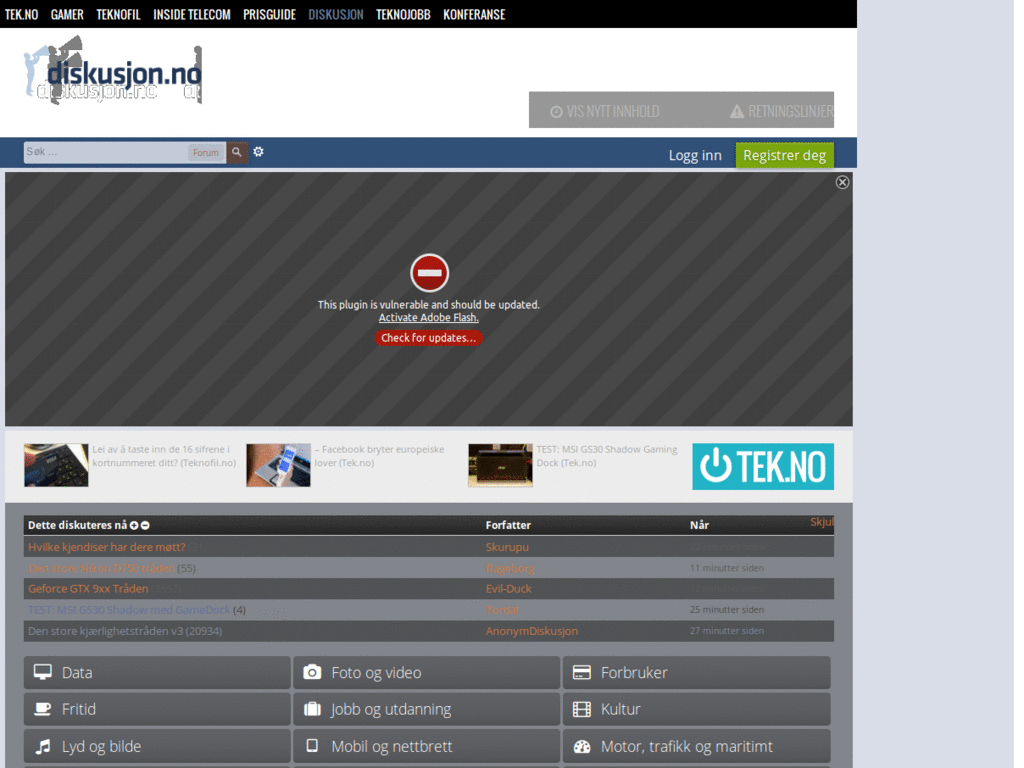 TEK.NO GAMER TEKNOFIL INSIDE TELECOM PRISGUIDE DISKUSJON TEKNOJOBB KONFERANSE
diskusjon.no
VIS NYTT INNHOLD RETNINGSLINJER
Søk ... Forum Logg inn Registrer deg
This plugin is vulnerable and should be updated.
Activate Adobe Flash.
Check for updates...
Lei av å taste inn de 16 sifrene i
kortnummeret ditt? (Teknofil.no)
– Facebook bryter europeiske
lover (Tek.no)
TEST: MSI GS30 Shadow Gaming
Dock (Tek.no)
TEK.NO
Skjul
Dette diskuteres nå Forfatter Når
Hvilke kjendiser har dere møtt? Skurupu
(55) 11 minutter siden
Geforce GTX 9xx Tråden Evil-Duck
TEST: MSI GS30 Shadow med GameDock (4) Tordal 25 minutter siden
Den store kjærlighetstråden v3 (20934) AnonymDiskusjon 27 minutter siden
Data Foto og video Forbruker
Fritid Jobb og utdanning Kultur
Lyd og bilde Mobil og nettbrett Motor, trafikk og maritimt